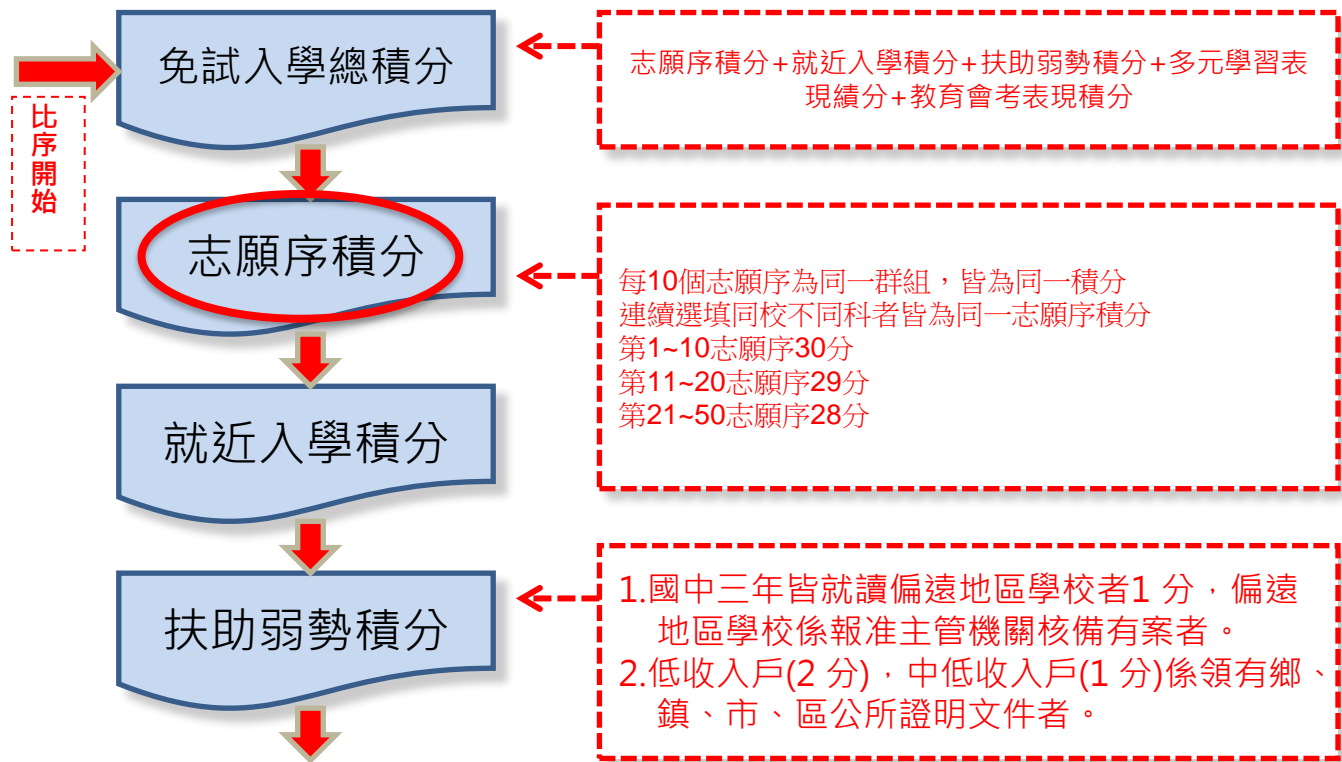 免試入學總積分
志願序積分+就近入學積分+扶助弱勢積分+多元學習表
現績分+教育會考表現積分
比序開始
志願序積分
每10個志願序為同一群組，皆為同一積分
連續選填同校不同科者皆為同一志願序積分
第1~10志願序30分
第11~20志願序29分
第21~50志願序28分
就近入學積分
扶助弱勢積分
1.國中三年皆就讀偏遠地區學校者1 分，偏遠
地區學校係報准主管機關核備有案者。
2.低收入戶(2 分)，中低收入戶(1 分)係領有鄉、
鎮、市、區公所證明文件者。